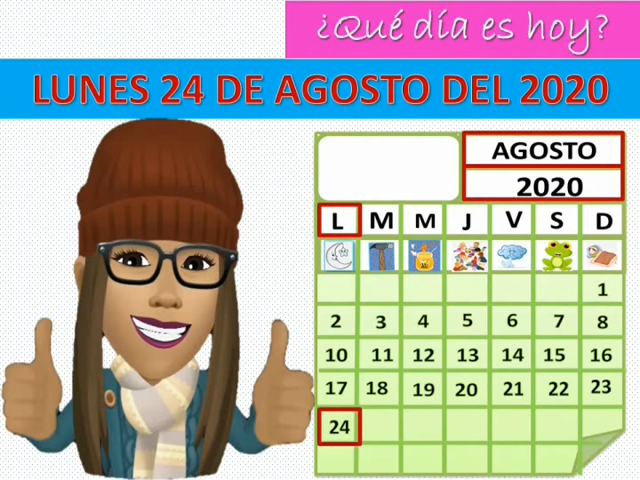 ¿Qué día es hoy?
LUNES 24 DE AGOSTO DEL 2020
AGOSTO
2020
L M M J V S D
1
2 3 4 5 6 7 8
10 11 12 13 14 15 16
17 18 19 20 21 22 23
24